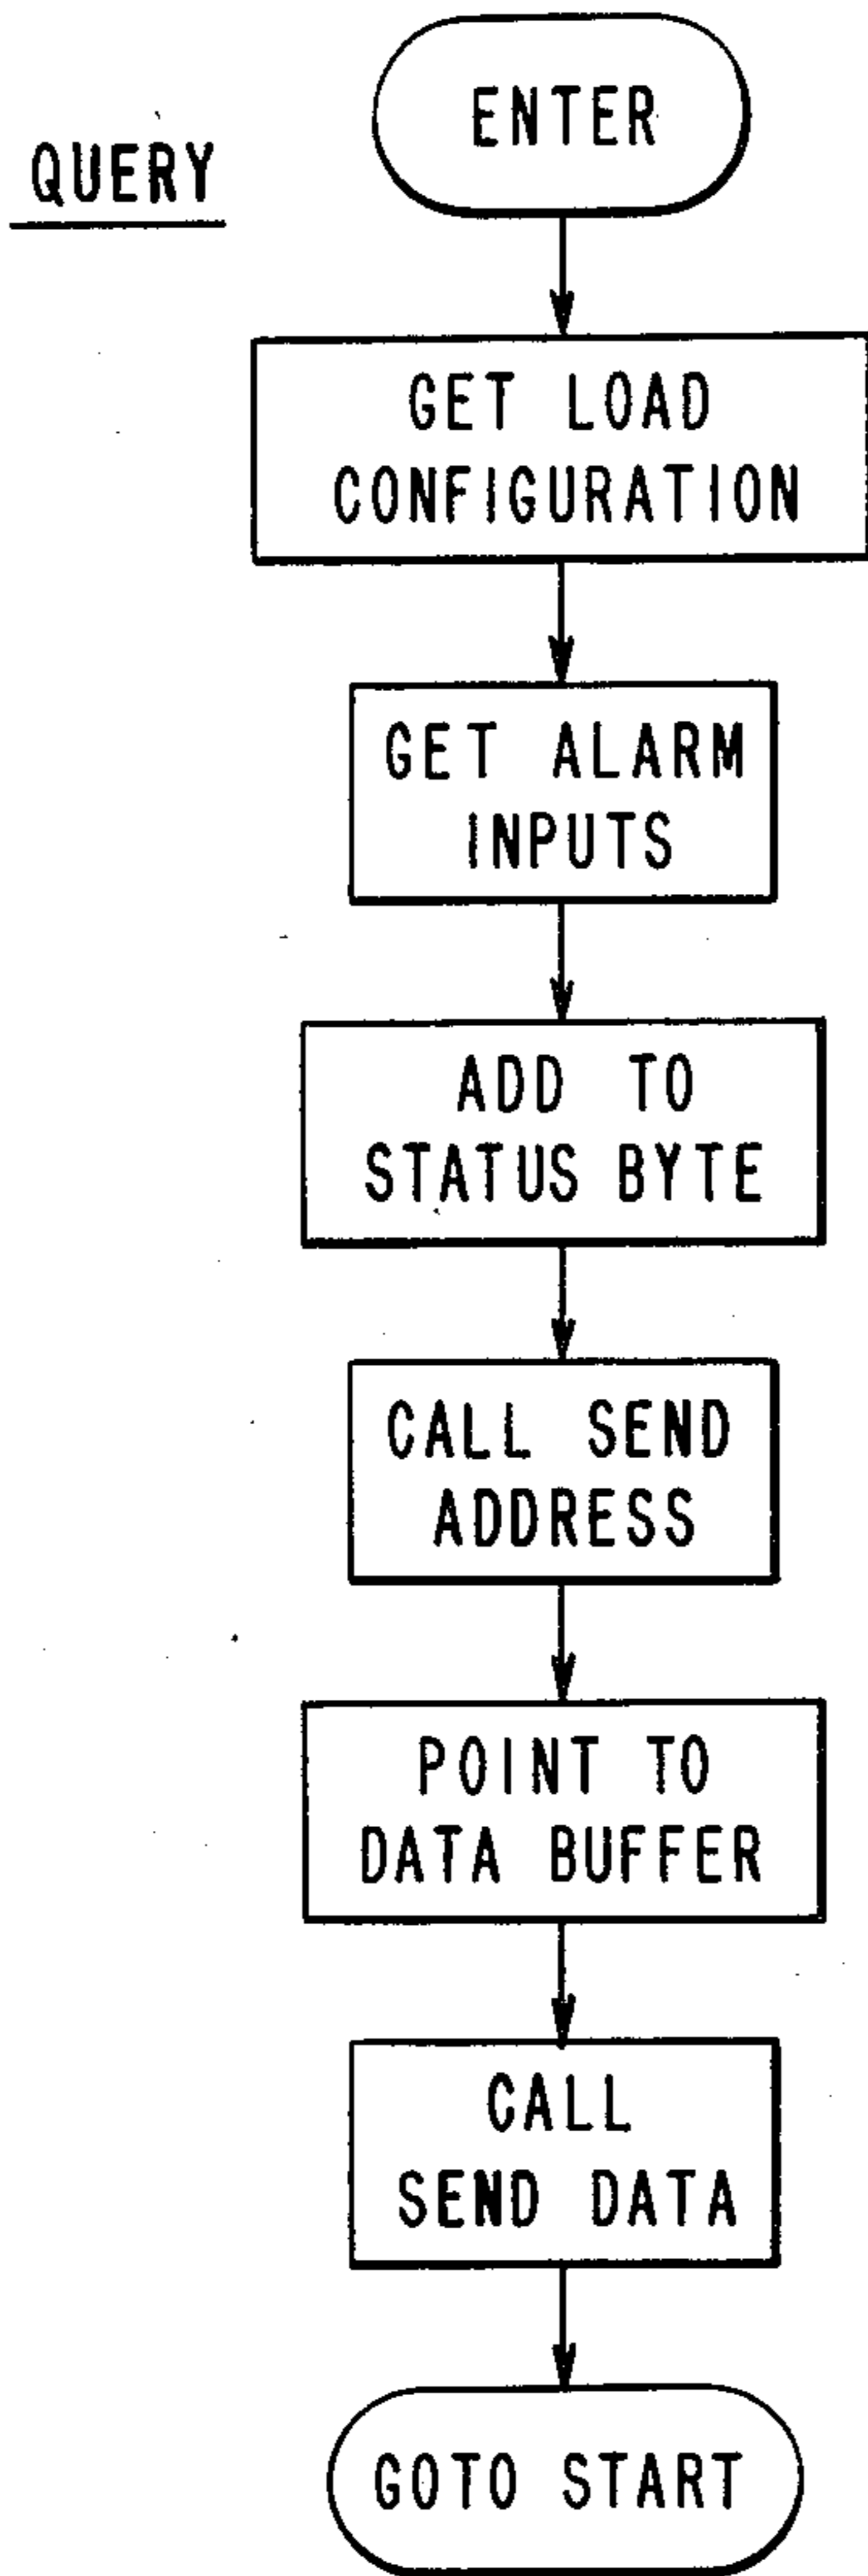 ENTER
QUERY
GET LOAD
CONFIGURATION
GET ALARM
INPUTS
ADD TO
STATUS BYTE
CALL SEND
ADDRESS
POINT TO
DATA BUFFER
CALL
SEND DATA
GOTO START